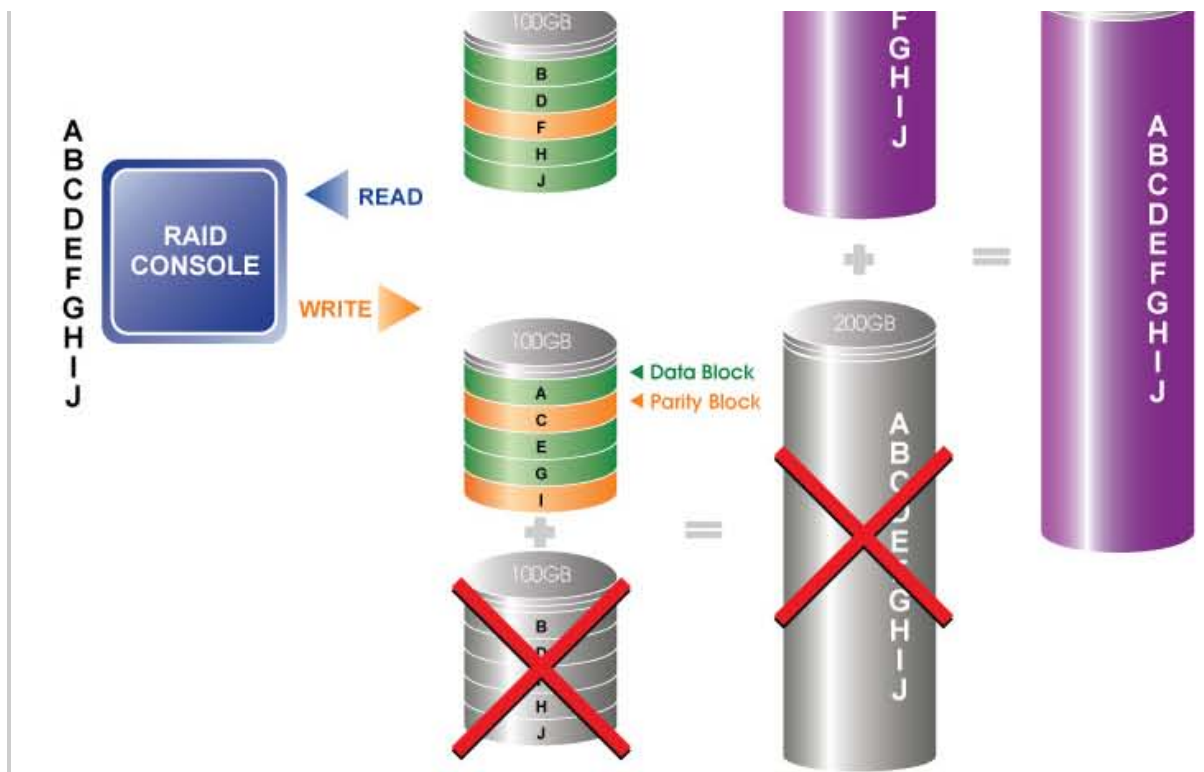 A
B
C
D
E
F
G
H
I
J
RAID
CONSOLE
READ
WRITE
100GB
B
D
F
H
J
100GB
A
C
E
G
I
Data Block
Parity Block
100GB
B
D
H
J
F
G
H
I
J
200GB
A
B
C
D
E
G
H
I
J
A
B
C
D
E
F
G
H
I
J